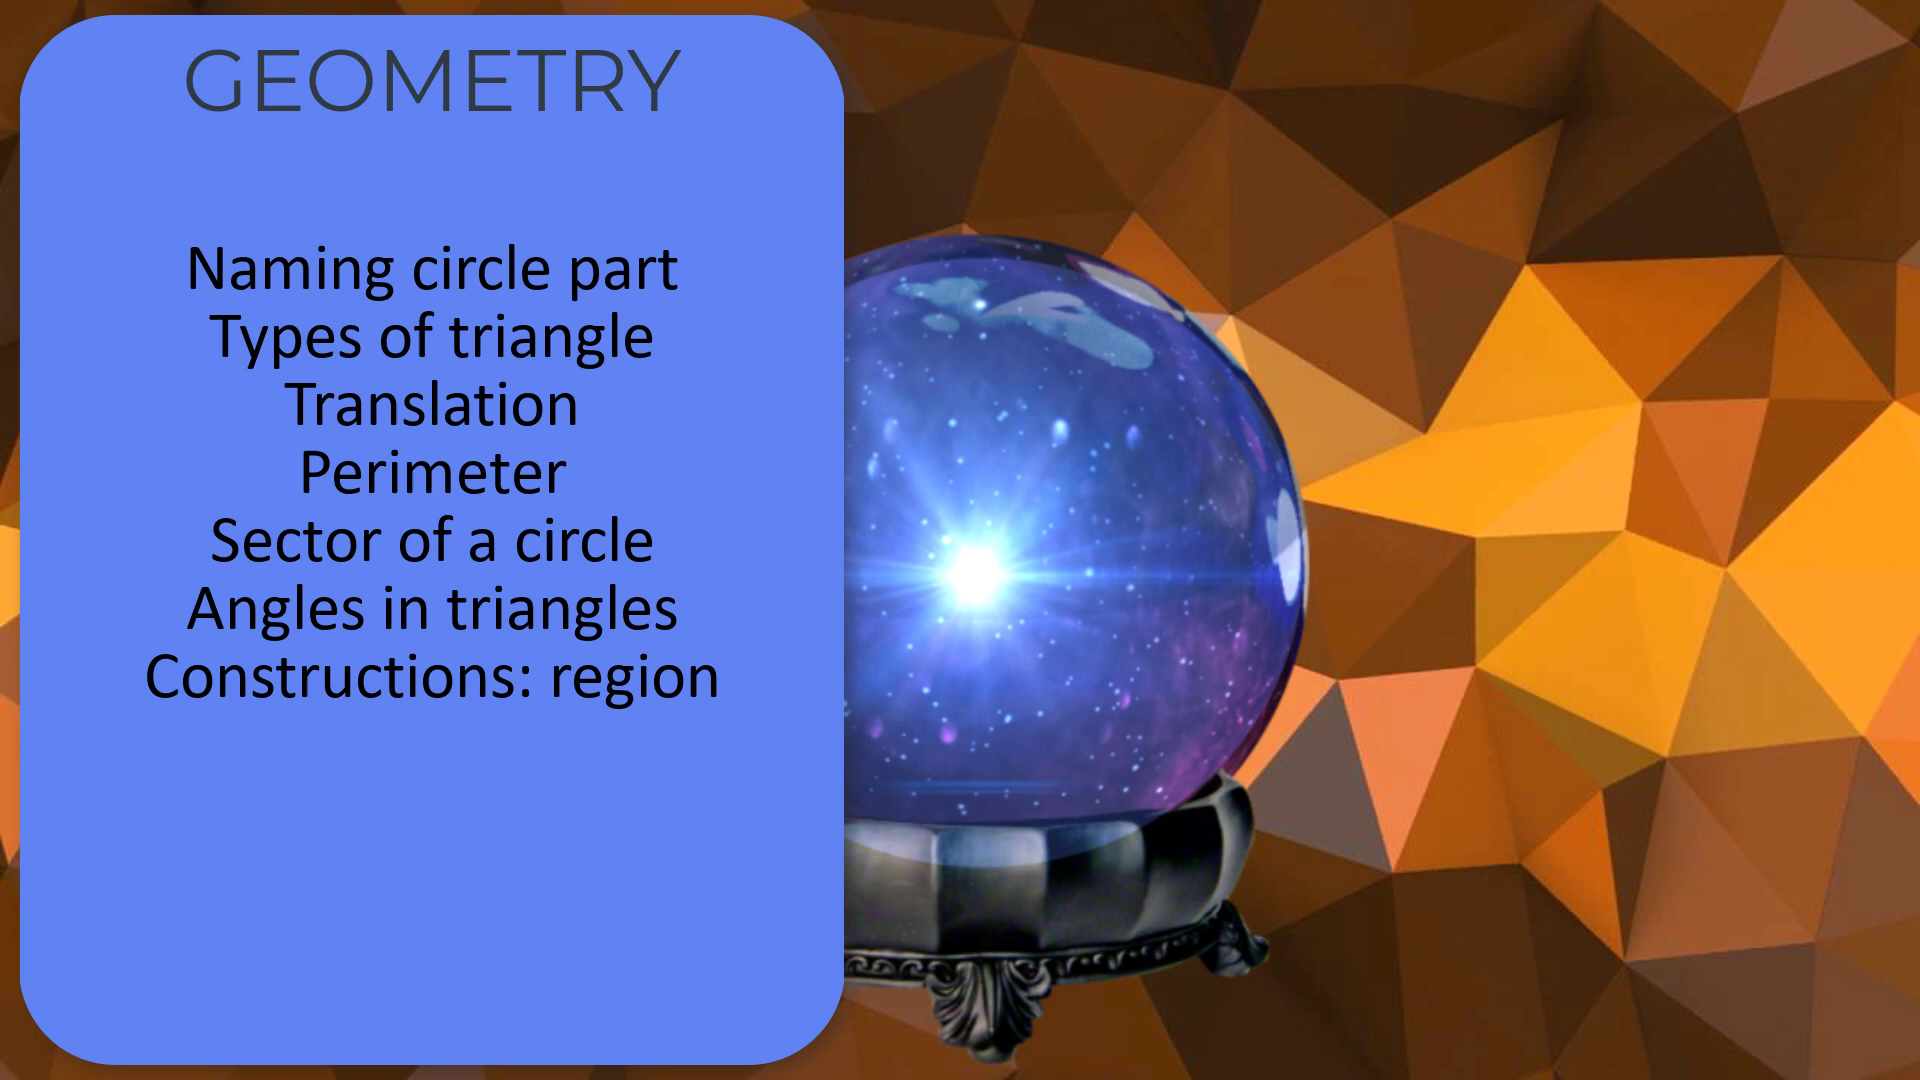 GEOMETRY
Naming circle part
Types of triangle
Translation
Perimeter
Sector of a circle
Angles in triangles
Constructions: region